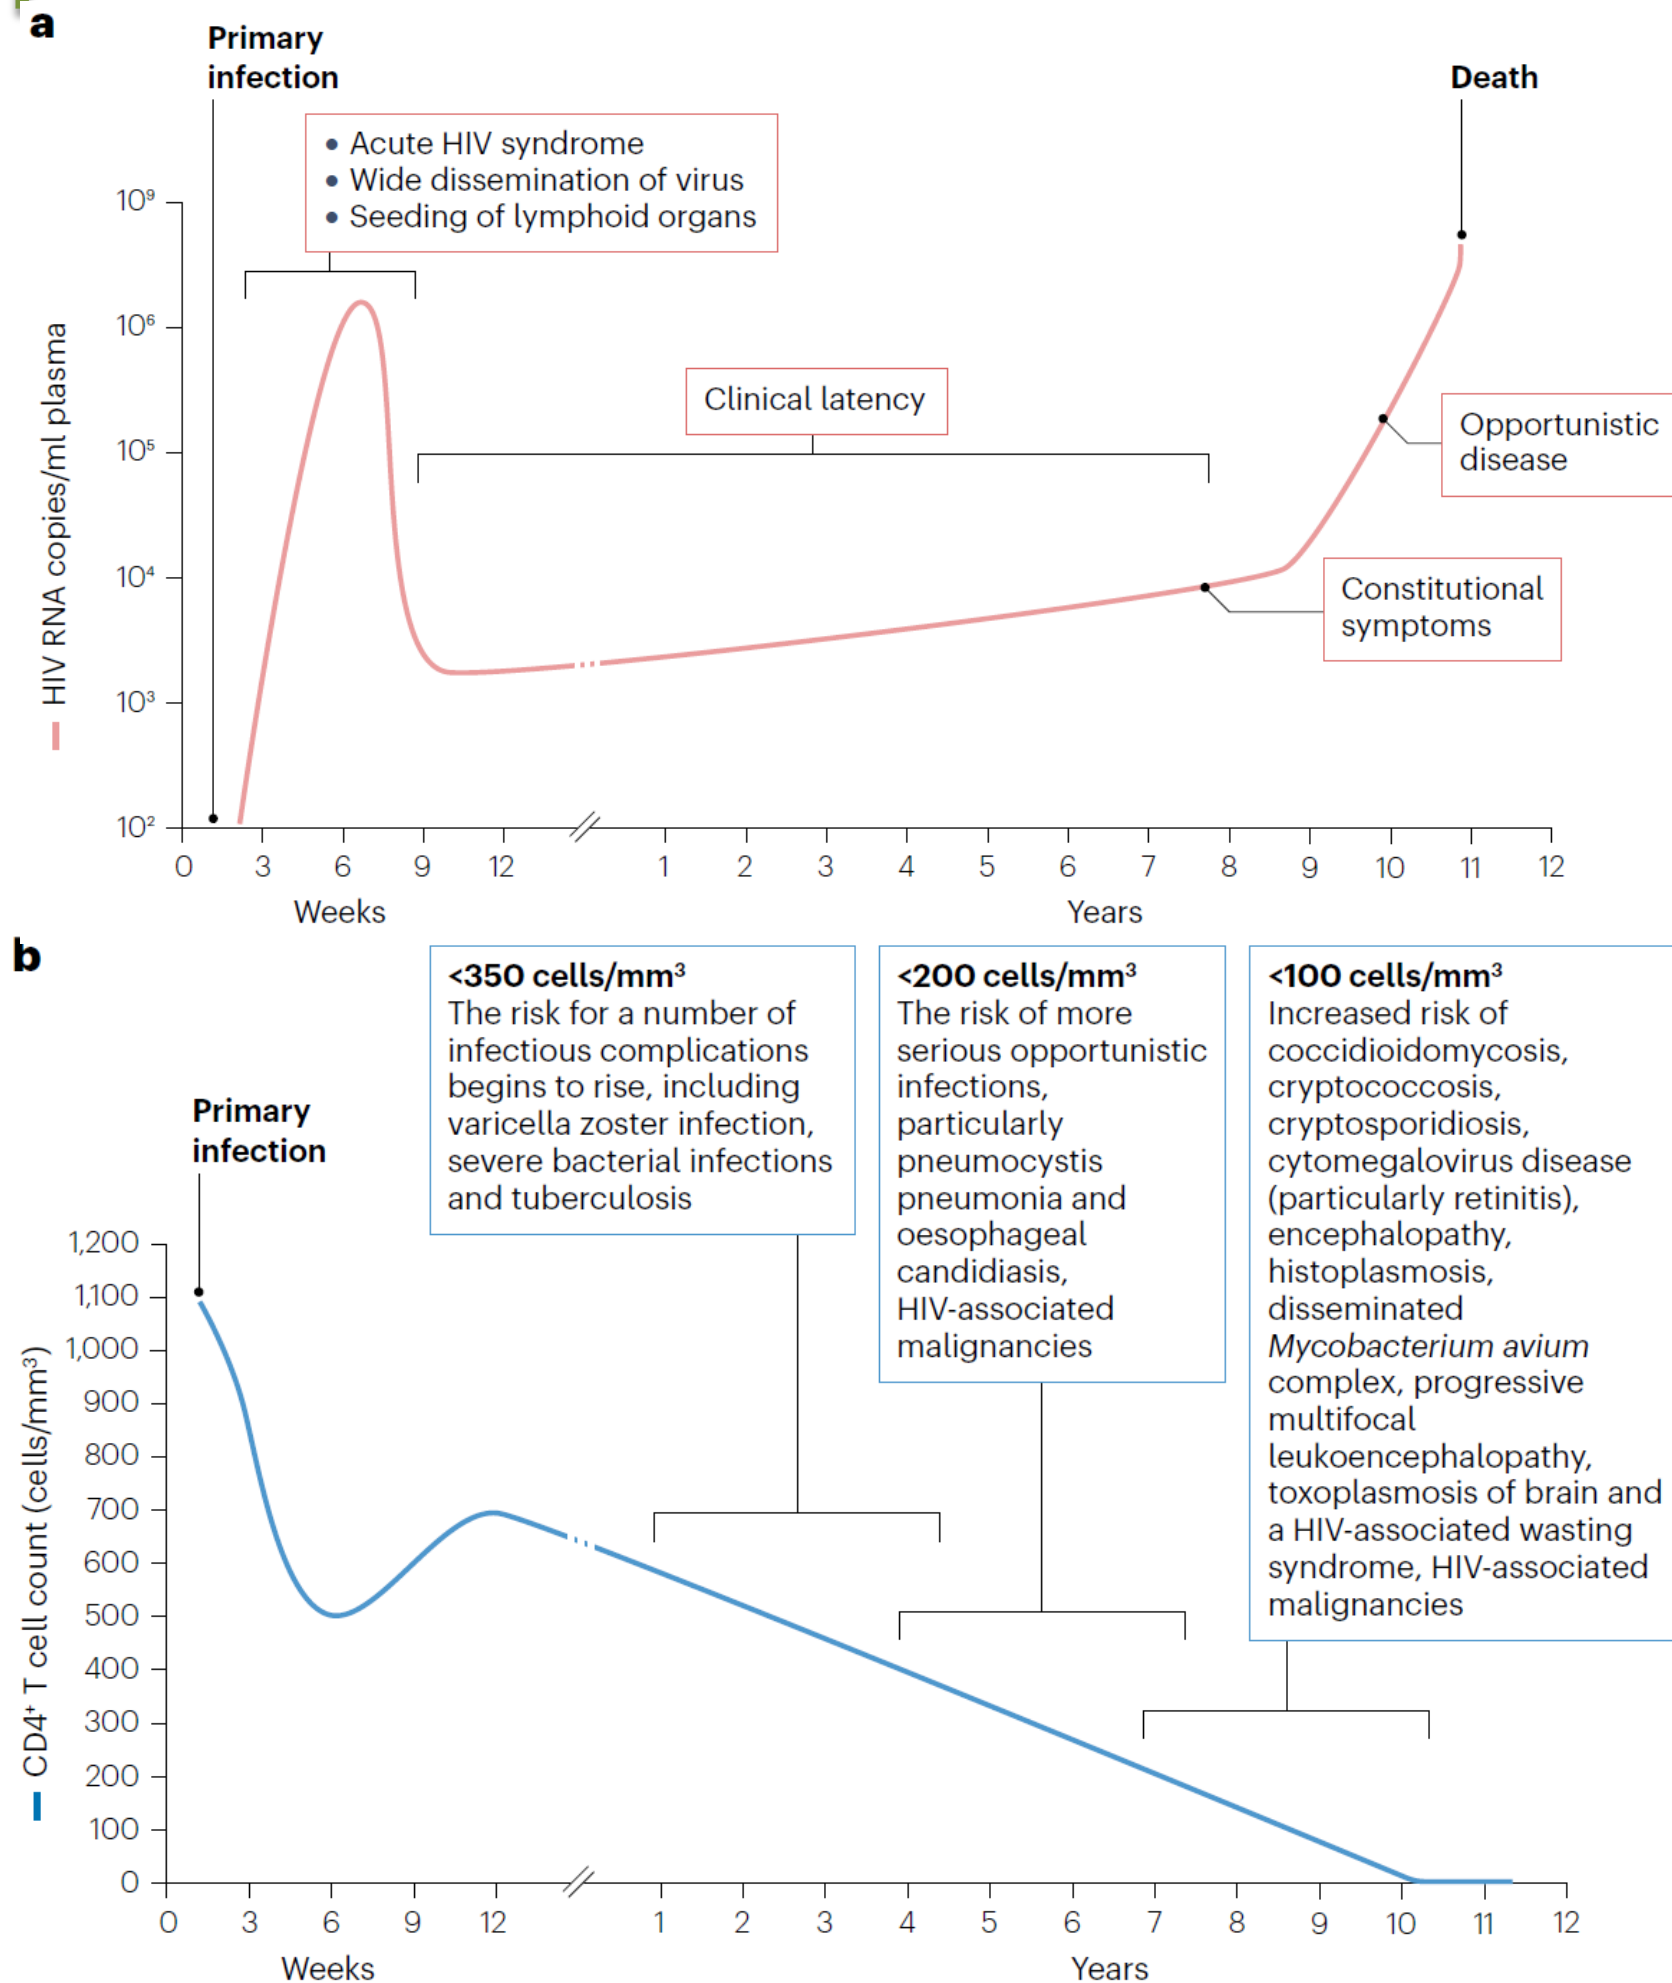 a
Primary
infection
Death
• Acute HIV syndrome
• Wide dissemination of virus
• Seeding of lymphoid organs
Clinical latency
Opportunistic
disease
Constitutional
symptoms
HIV RNA copies/ml plasma
10⁹
10⁶
10⁵
10⁴
10³
10²
0 3 6 9 12 1 2 3 4 5 6 7 8 9 10 11 12
Weeks Years
b
<350 cells/mm³
The risk for a number of
infectious complications
begins to rise, including
varicella zoster infection,
severe bacterial infections
and tuberculosis
<200 cells/mm³
The risk of more
serious opportunistic
infections,
particularly
pneumocystis
pneumonia and
oesophageal
candidiasis,
HIV-associated
malignancies
<100 cells/mm³
Increased risk of
coccidioidomycosis,
cryptococcosis,
cryptosporidiosis,
cytomegalovirus disease
(particularly retinitis),
encephalopathy,
histoplasmosis,
disseminated
Mycobacterium avium
complex, progressive
multifocal
leukoencephalopathy,
toxoplasmosis of brain and
a HIV-associated wasting
syndrome, HIV-associated
malignancies
Primary
infection
CD4⁺ T cell count (cells/mm³)
1,200
1,100
1,000
900
800
700
600
500
400
300
200
100
0
0 3 6 9 12 1 2 3 4 5 6 7 8 9 10 11 12
Weeks Years